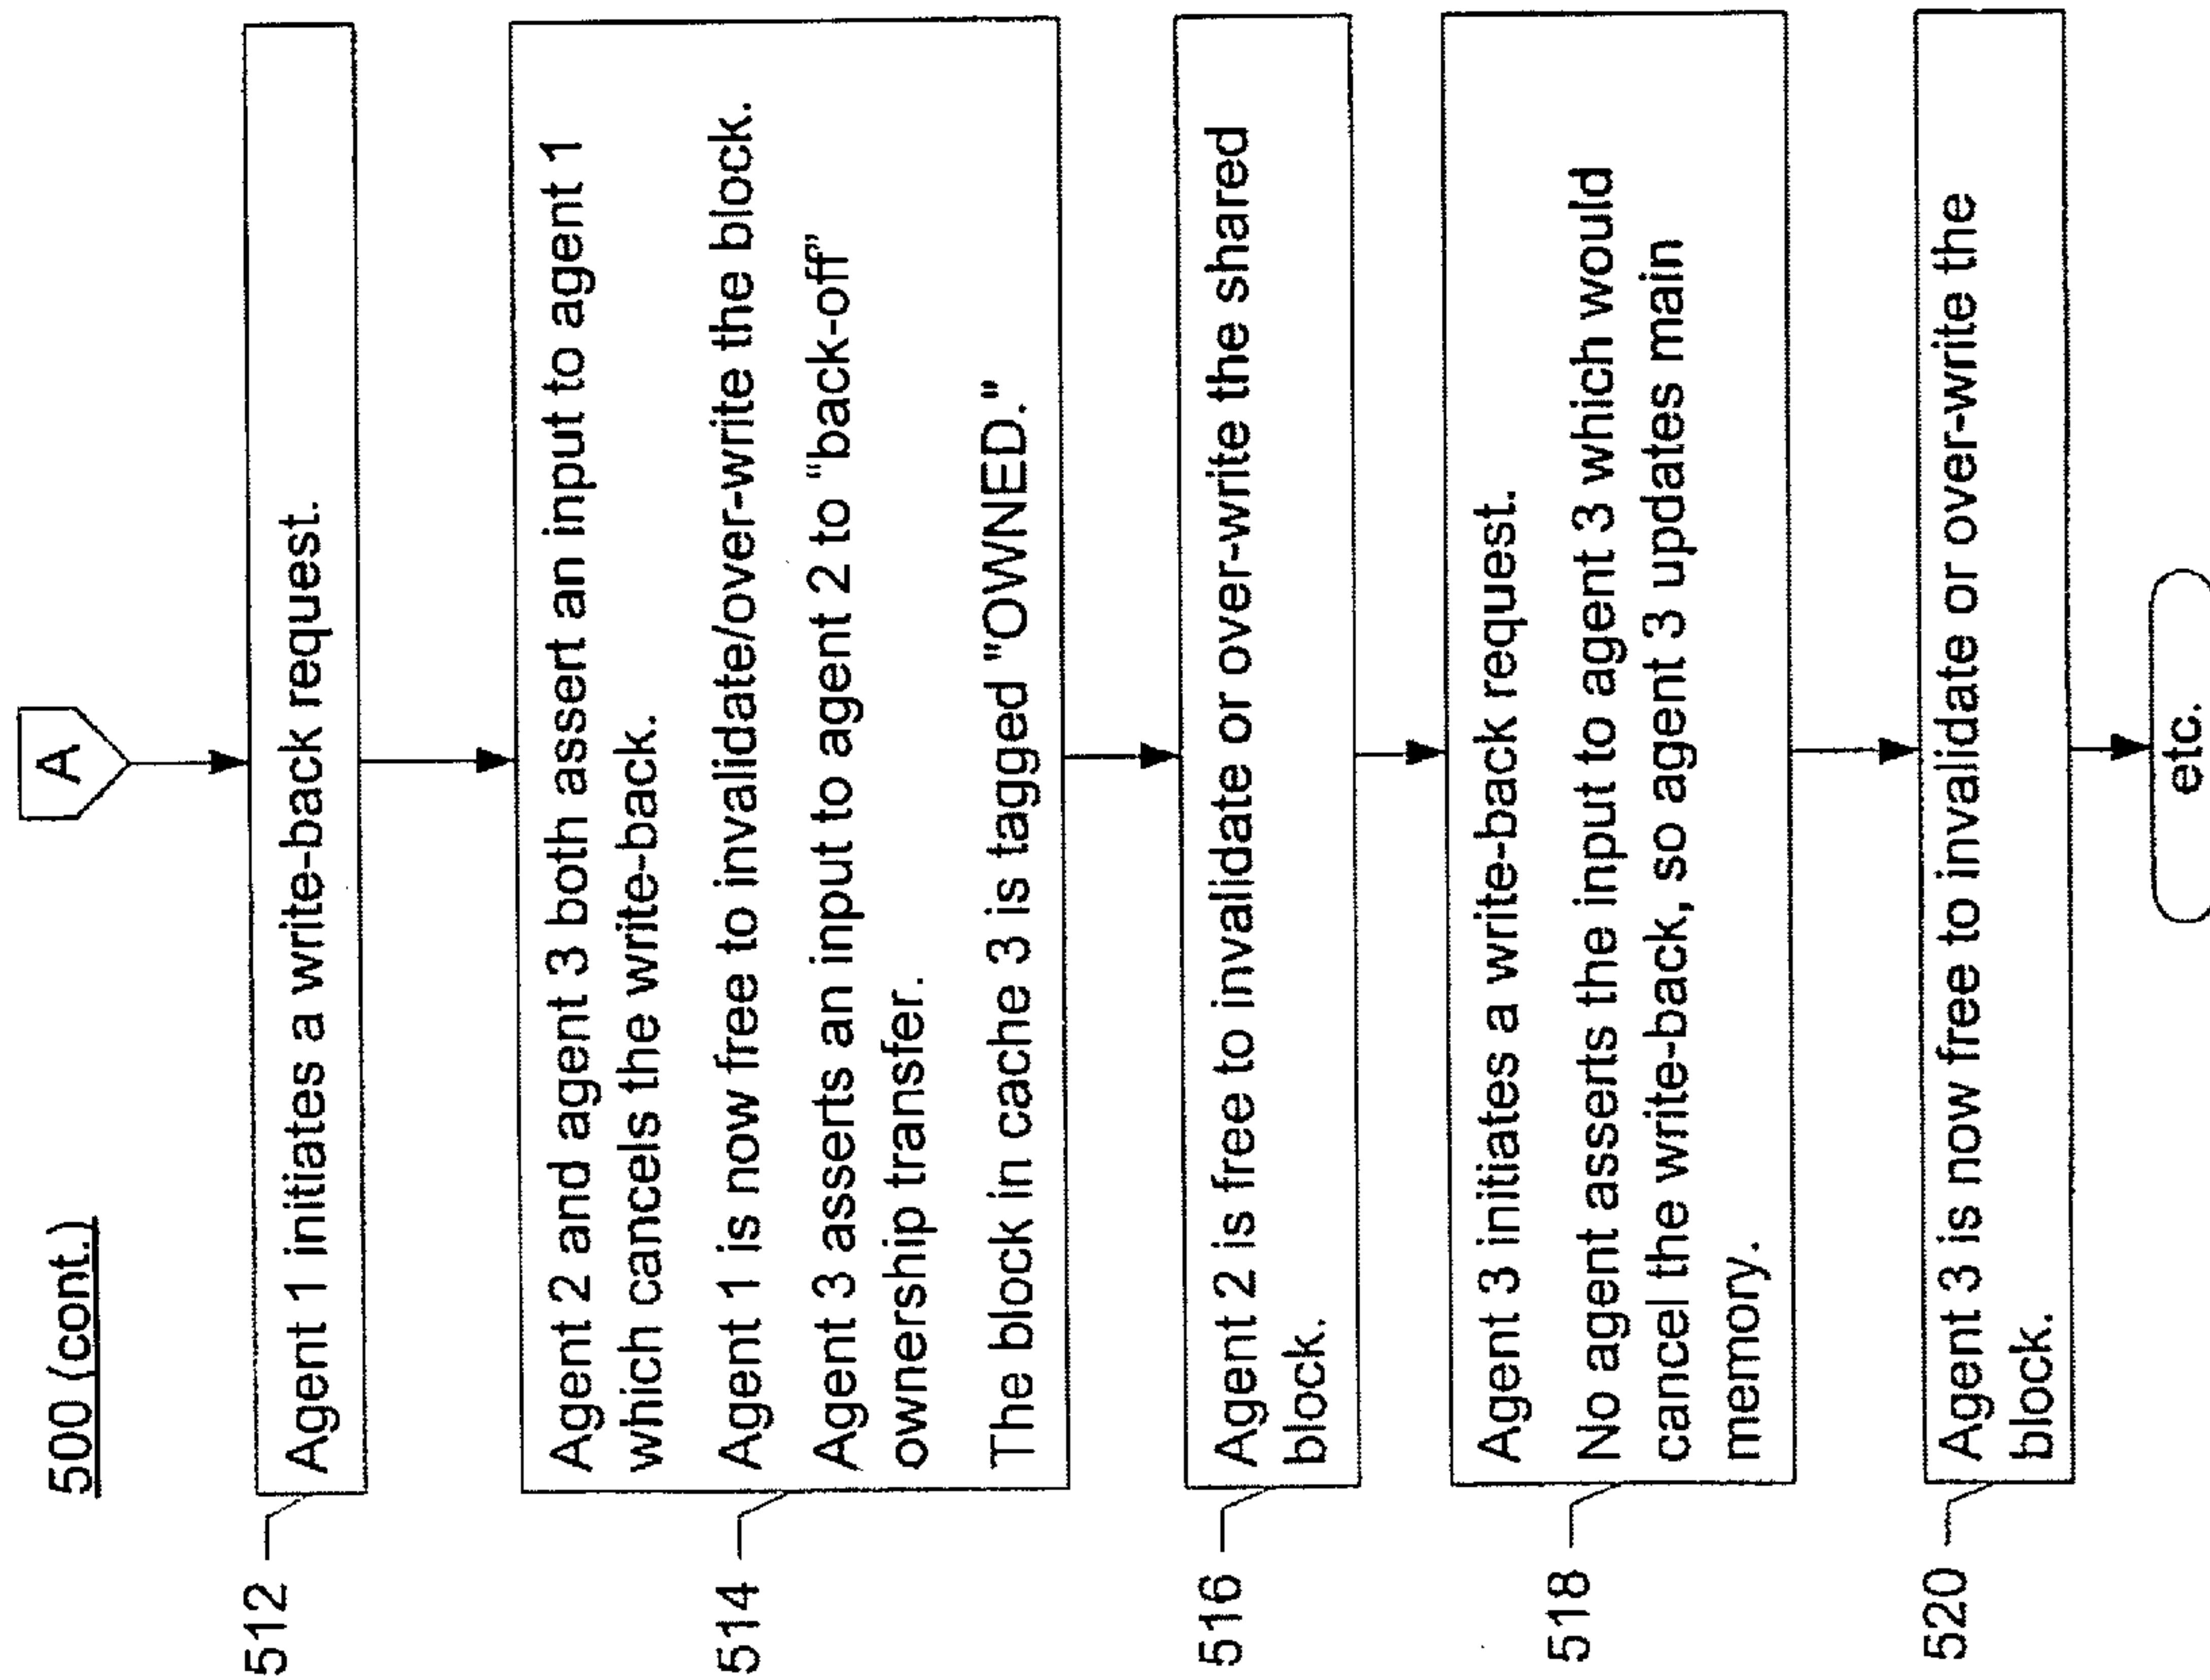 500 (cont.)
A
512
Agent 1 initiates a write-back request.
514
Agent 2 and agent 3 both assert an input to agent 1
which cancels the write-back.
Agent 1 is now free to invalidate/over-write the block.
Agent 3 asserts an input to agent 2 to "back-off"
ownership transfer.
The block in cache 3 is tagged "OWNED."
516
Agent 2 is free to invalidate or over-write the shared
block.
518
Agent 3 initiates a write-back request.
No agent asserts the input to agent 3 which would
cancel the write-back, so agent 3 updates main
memory.
520
Agent 3 is now free to invalidate or over-write the
block.
etc.